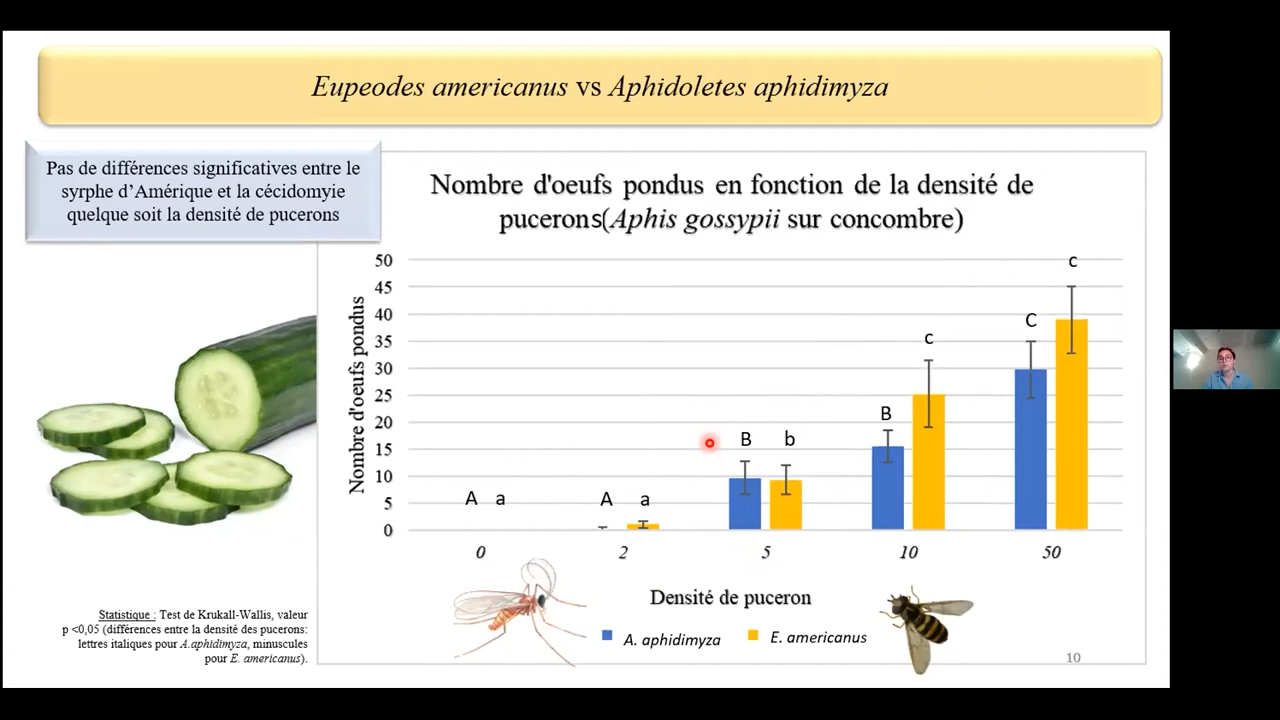 Eupeodes americanus vs Aphidoletes aphidimyza
Pas de différences significatives entre le
syrphe d’Amérique et la cécidomyie
quelque soit la densité de pucerons
Nombre d'oeufs pondus en fonction de la densité de
pucerons(Aphis gossypii sur concombre)
Nombre d'oeufs pondus
50
45
40
35
30
25
20
15
10
5
0
A a
A a
B b
B c
C c
0 2 5 10 50
Densité de puceron
A. aphidimyza E. americanus
Statistique : Test de Krukall-Wallis, valeur
p <0,05 (différences entre la densité des pucerons:
lettres italiques pour A.aphidimyza, minuscules
pour E. americanus).
10